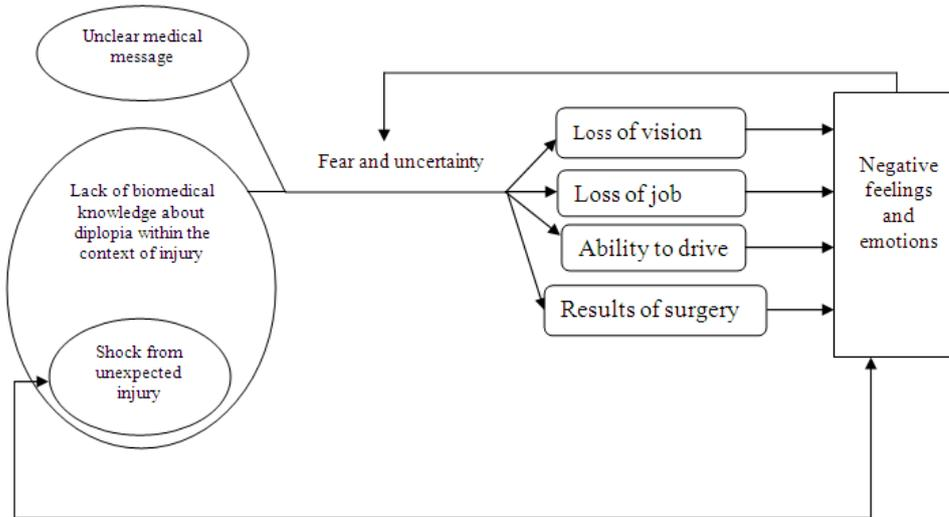 Unclear medical
message
Lack of biomedical
knowledge about
diplopia within the
context of injury
Shock from
unexpected
injury
Fear and uncertainty
Loss of vision
Loss of job
Ability to drive
Results of surgery
Negative
feelings
and
emotions